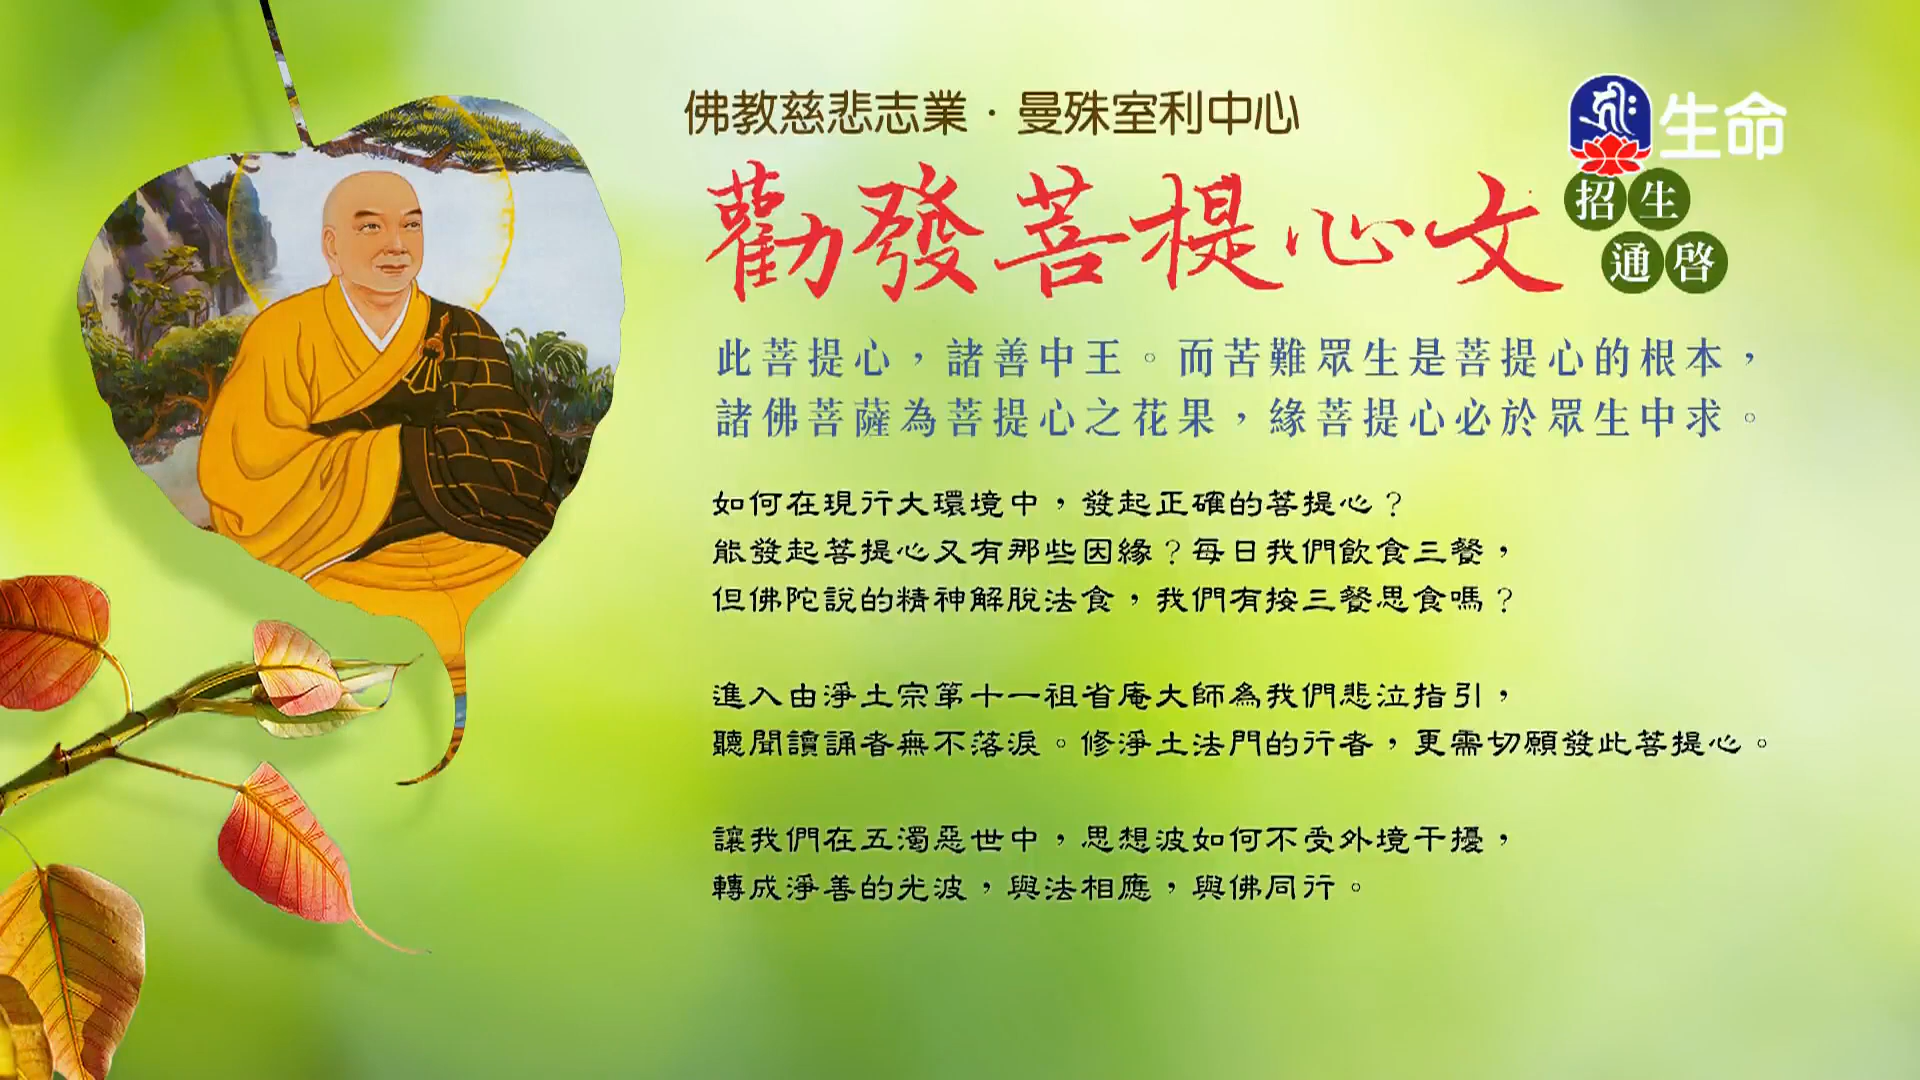 佛教慈悲志業．曼殊室利中心
生命
勸發菩提心文
招生
通啓
此菩提心，諸善中王。而苦難眾生是菩提心的根本，
諸佛菩薩為菩提心之花果，緣菩提心必於眾生中求。
如何在現行大環境中，發起正確的菩提心？
能發起菩提心又有那些因緣？每日我們飲食三餐，
但佛陀說的精神解脫法食，我們有按三餐思食嗎？
進入由淨土宗第十一祖省庵大師為我們悲泣指引，
聽聞讀誦者無不落淚。修淨土法門的行者，更需切願發此菩提心。
讓我們在五濁惡世中，思想波如何不受外境干擾，
轉成淨善的光波，與法相應，與佛同行。